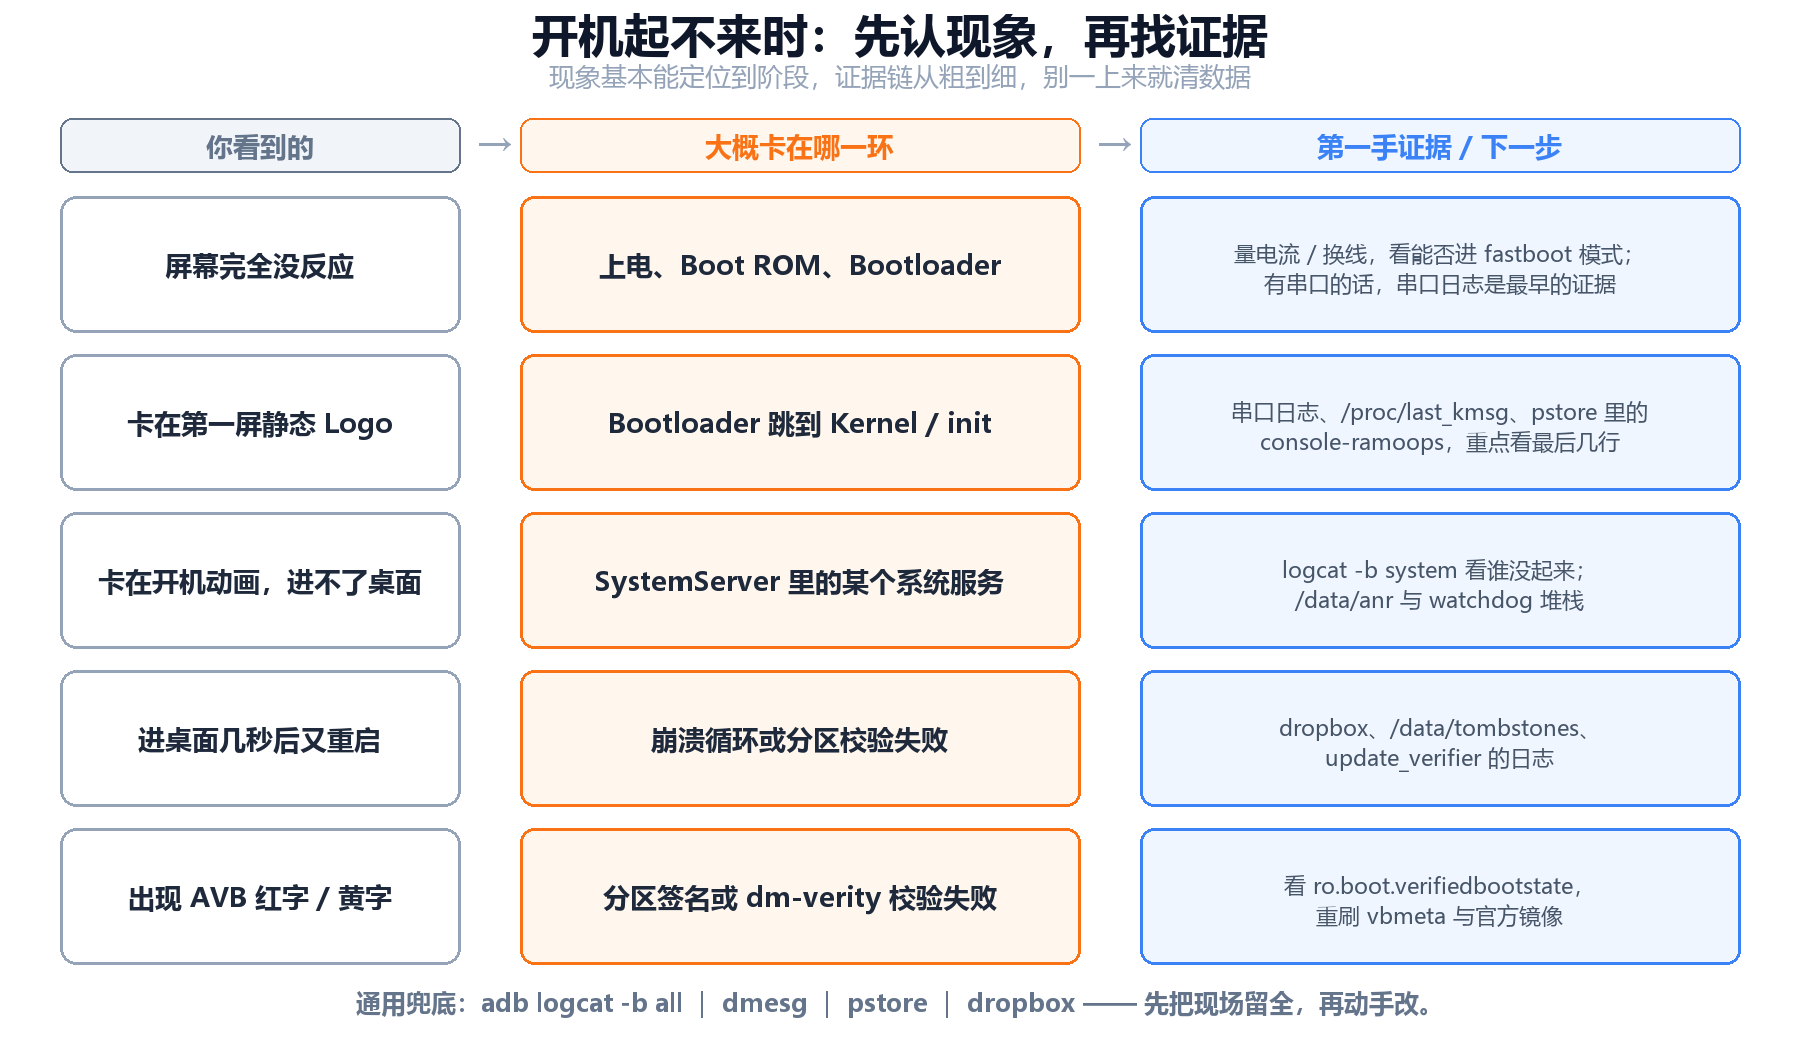 开机起不来时：先认现象，再找证据
现象基本能定位到阶段，证据链从粗到细，别一上来就清数据
你看到的 → 大概卡在哪一环 → 第一手证据 / 下一步
屏幕完全没反应
上电、Boot ROM、Bootloader
量电流 / 换线，看能否进 fastboot 模式；
有串口的话，串口日志是最早的证据
卡在第一屏静态 Logo
Bootloader 跳到 Kernel / init
串口日志、/proc/last_kmsg、pstore 里的
console-ramoops，重点看最后几行
卡在开机动画，进不了桌面
SystemServer 里的某个系统服务
logcat -b system 看谁没起来；
/data/anr 与 watchdog 堆栈
进桌面几秒后又重启
崩溃循环或分区校验失败
dropbox、/data/tombstones、
update_verifier 的日志
出现 AVB 红字 / 黄字
分区签名或 dm-verity 校验失败
看 ro.boot.verifiedbootstate，
重刷 vbmeta 与官方镜像
通用兜底：adb logcat -b all ｜ dmesg ｜ pstore ｜ dropbox —— 先把现场留全，再动手改。